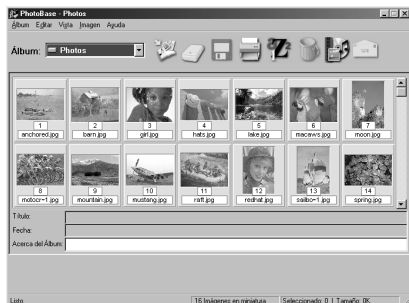 PhotoBase - Photos
Álbum Editar Vista Imagen Ayuda
Álbum: Photos
1 2 3 4 5 6 7
anchored.jpg barn.jpg girl.jpg hats.jpg lake.jpg macaws.jpg moon.jpg
8 9 10 11 12 13 14
motocr~1.jpg mountain.jpg mustang.jpg raft.jpg redhat.jpg sailbo~1.jpg spring.jpg
Título:
Fecha:
Acerca del Álbum:
Listo 16 Imágenes en miniatura Seleccionado: 0 | Tamaño: 0K